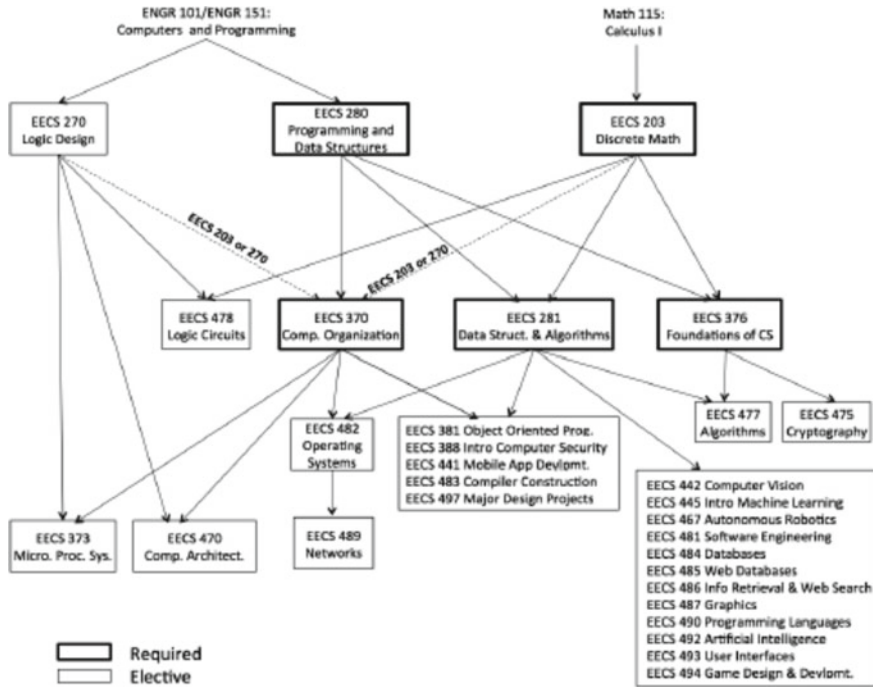 ENGR 101/ENGR 151:
Computers and Programming
Math 115:
Calculus I
EECS 270
Logic Design
EECS 280
Programming and
Data Structures
EECS 203
Discrete Math
EECS 203 or 270
EECS 203 or 270
EECS 478
Logic Circuits
EECS 370
Comp. Organization
EECS 281
Data Struct. & Algorithms
EECS 376
Foundations of CS
EECS 482
Operating
Systems
EECS 381 Object Oriented Prog.
EECS 388 Intro Computer Security
EECS 441 Mobile App Devlpmt.
EECS 483 Compiler Construction
EECS 497 Major Design Projects
EECS 477
Algorithms
EECS 475
Cryptography
EECS 373
Micro. Proc. Sys.
EECS 470
Comp. Architect.
EECS 489
Networks
EECS 442 Computer Vision
EECS 445 Intro Machine Learning
EECS 467 Autonomous Robotics
EECS 481 Software Engineering
EECS 484 Databases
EECS 485 Web Databases
EECS 486 Info Retrieval & Web Search
EECS 487 Graphics
EECS 490 Programming Languages
EECS 492 Artificial Intelligence
EECS 493 User Interfaces
EECS 494 Game Design & Devlpmt.
Required
Elective